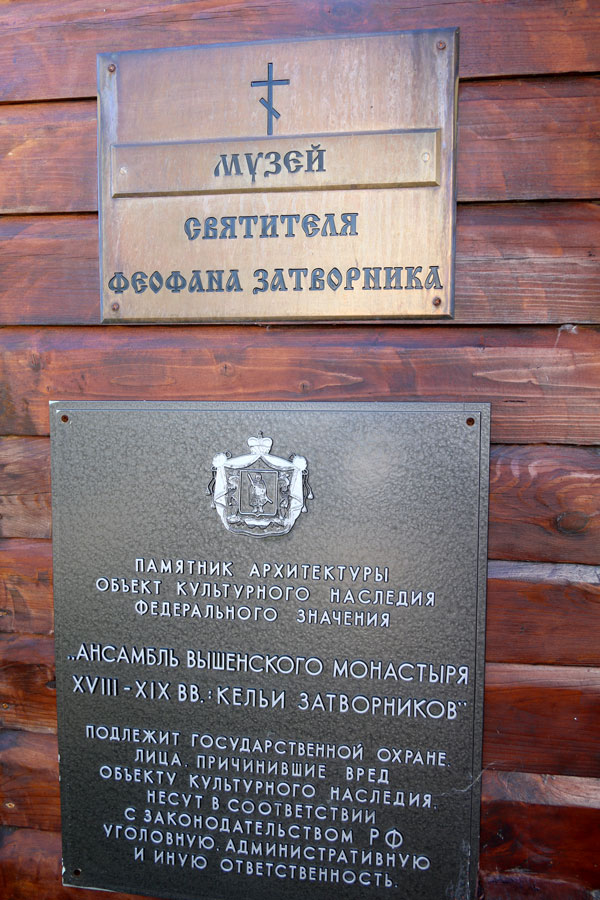 МУЗЕЙ
СВЯТИТЕЛЯ
ФЕОФАНА ЗАТВОРНИКА
ПАМЯТНИК АРХИТЕКТУРЫ
ОБЪЕКТ КУЛЬТУРНОГО НАСЛЕДИЯ
ФЕДЕРАЛЬНОГО ЗНАЧЕНИЯ
„АНСАМБЛЬ ВЫШЕНСКОГО МОНАСТЫРЯ
XVIII - XIX ВВ.: КЕЛЬИ ЗАТВОРНИКОВ"
ПОДЛЕЖИТ ГОСУДАРСТВЕННОЙ ОХРАНЕ.
ЛИЦА, ПРИЧИНИВШИЕ ВРЕД
ОБЪЕКТУ КУЛЬТУРНОГО НАСЛЕДИЯ,
НЕСУТ В СООТВЕТСТВИИ
С ЗАКОНОДАТЕЛЬСТВОМ РФ
УГОЛОВНУЮ, АДМИНИСТРАТИВНУЮ
И ИНУЮ ОТВЕТСТВЕННОСТЬ.